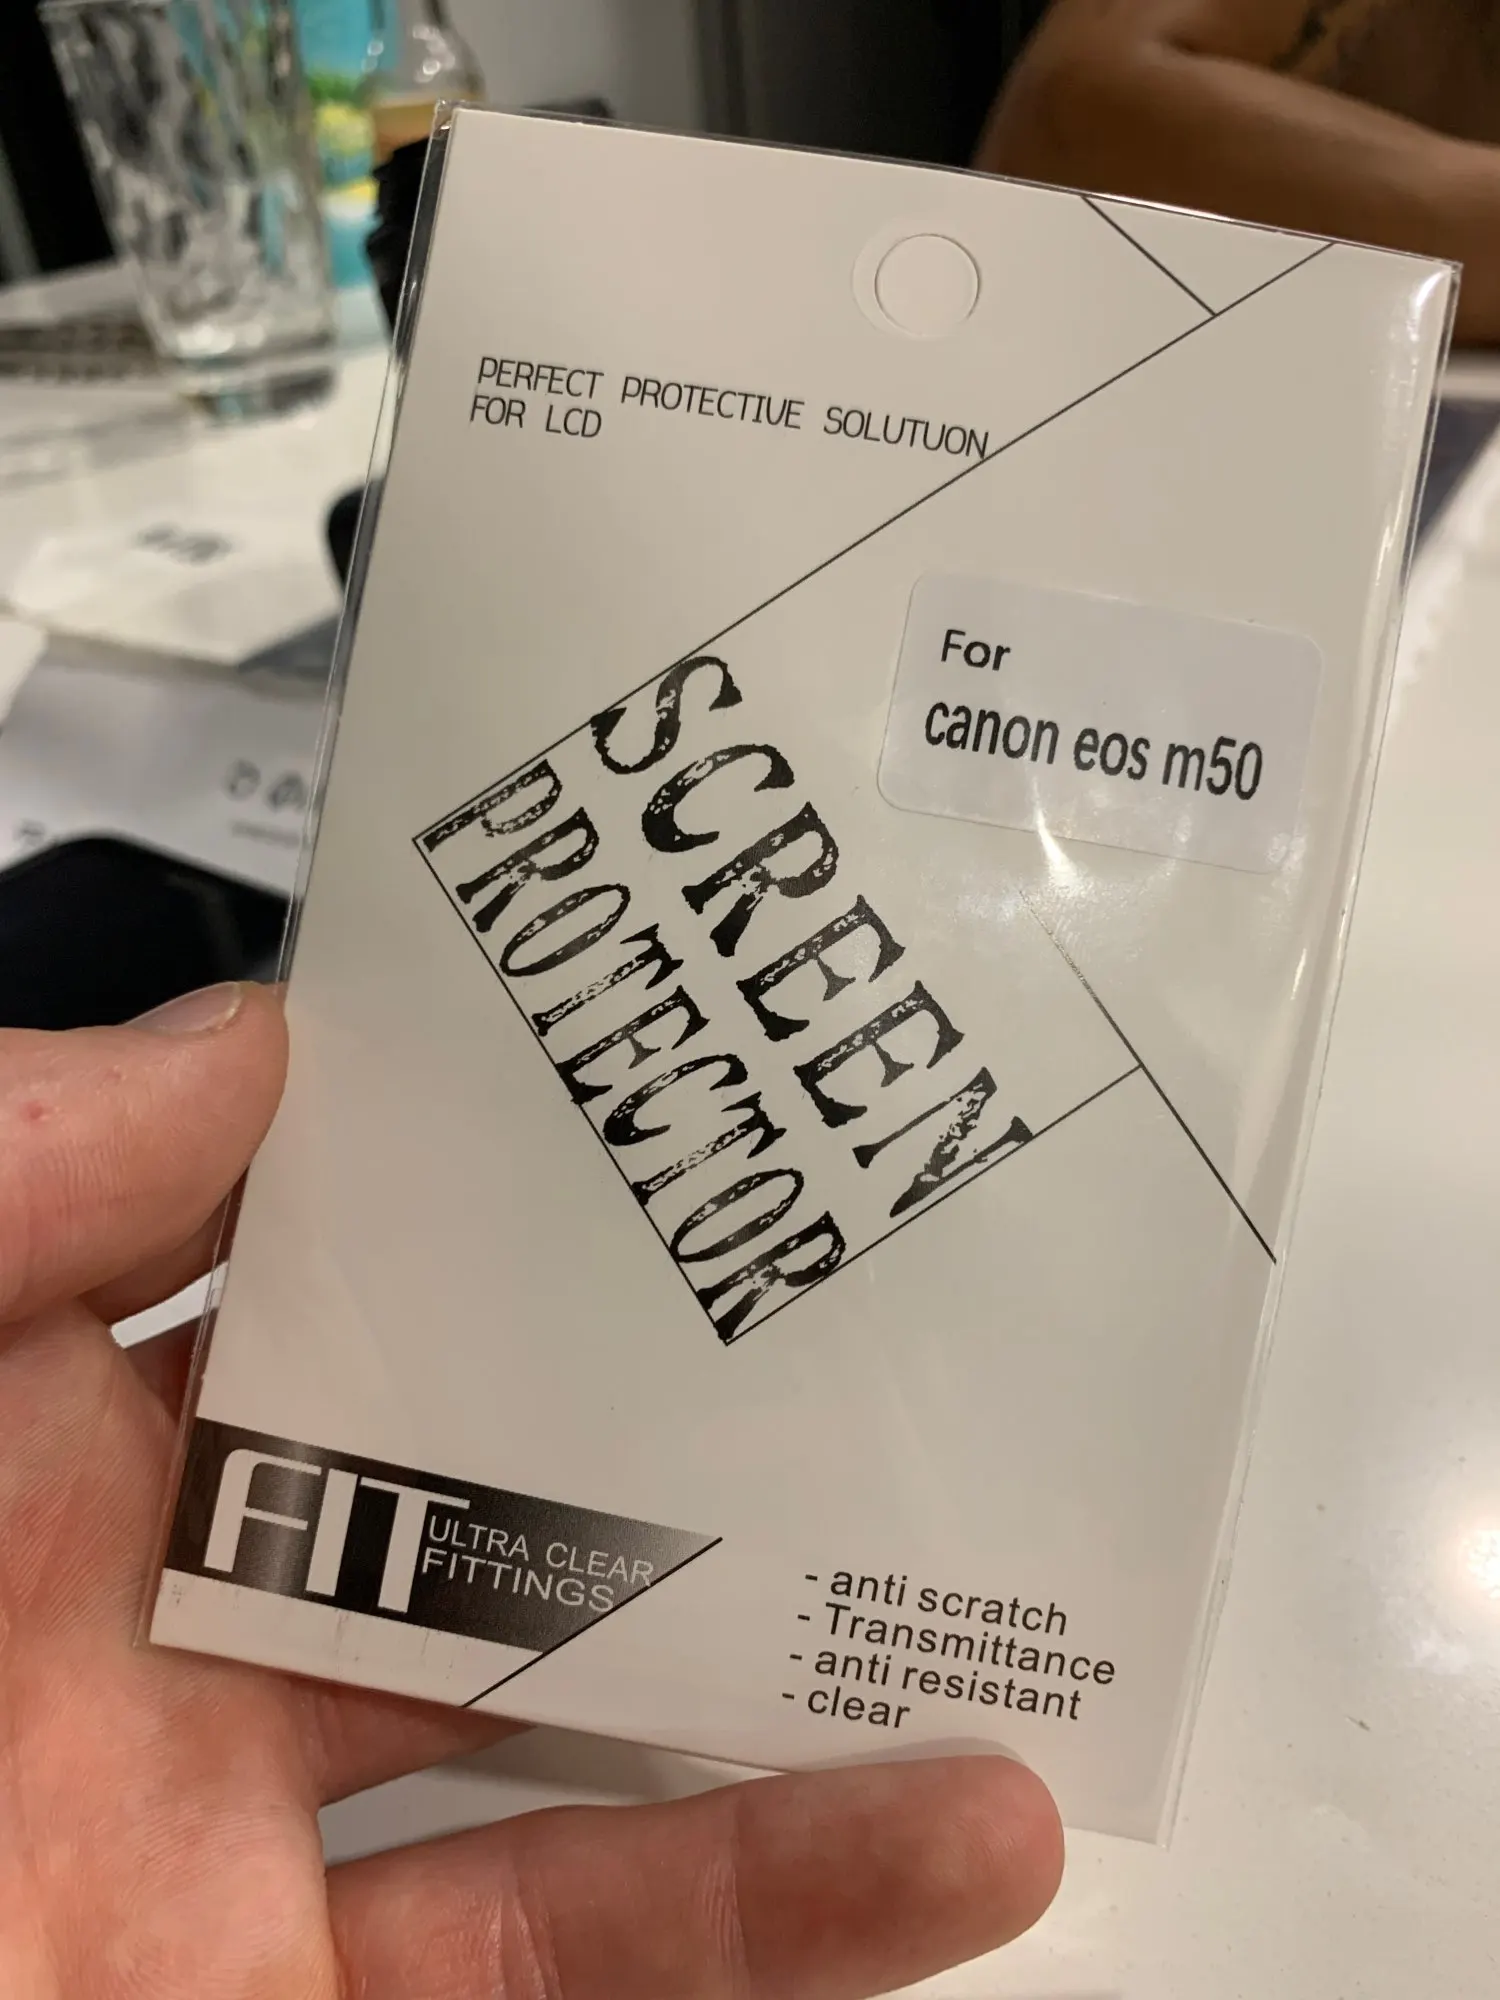 PERFECT PROTECTIVE SOLUTUON
FOR LCD
For
canon eos m50
SCREEN
PROTECTOR
FIT
ULTRA CLEAR
FITTINGS
- anti scratch
- Transmittance
- anti resistant
- clear